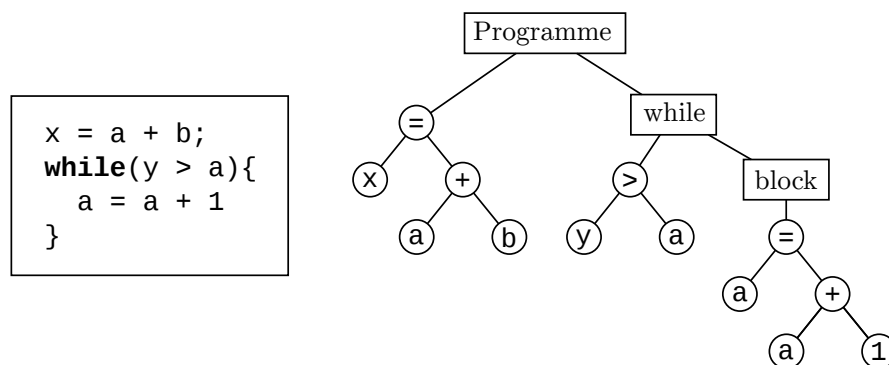 x = a + b;
while(y > a){
a = a + 1
}
Programme
= while
x + > block
a b y a =
a +
a 1